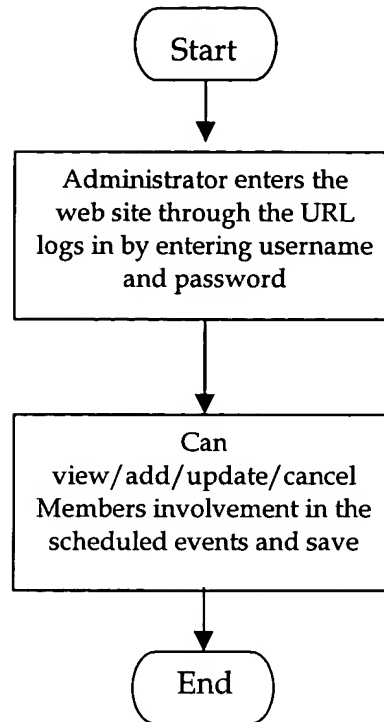 Start
Administrator enters the
web site through the URL
logs in by entering username
and password
Can
view/add/update/cancel
Members involvement in the
scheduled events and save
End